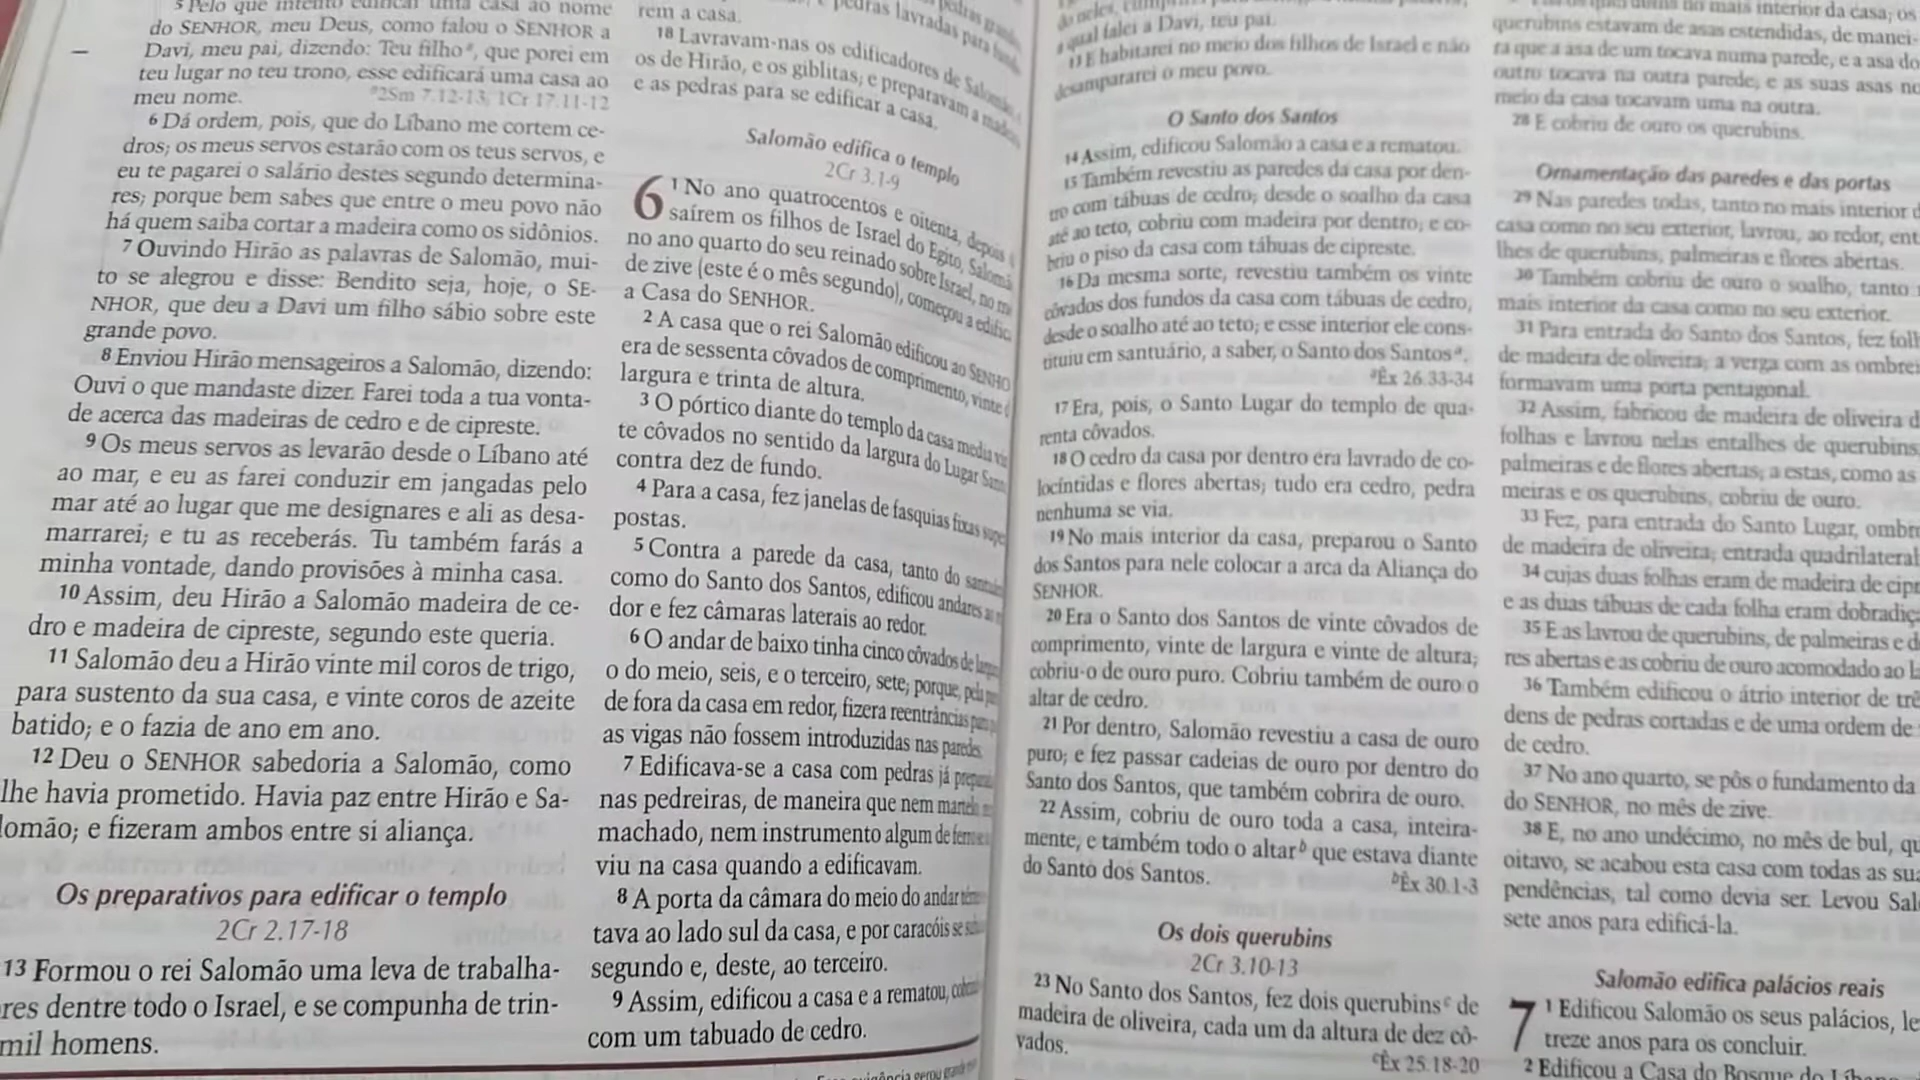 5 Pelo que intento edificar uma casa ao nome
do SENHOR, meu Deus, como falou o SENHOR a
Davi, meu pai, dizendo: Teu filho ª, que porei em
teu lugar no teu trono, esse edificará uma casa ao
meu nome. ª2Sm 7.12-13; 1Cr 17.11-12
6 Dá ordem, pois, que do Líbano me cortem ce-
dros; os meus servos estarão com os teus servos, e
eu te pagarei o salário destes segundo determina-
res; porque bem sabes que entre o meu povo não
há quem saiba cortar a madeira como os sidônios.
7 Ouvindo Hirão as palavras de Salomão, mui-
to se alegrou e disse: Bendito seja, hoje, o SE-
NHOR, que deu a Davi um filho sábio sobre este
grande povo.
8 Enviou Hirão mensageiros a Salomão, dizendo:
Ouvi o que mandaste dizer. Farei toda a tua vonta-
de acerca das madeiras de cedro e de cipreste.
9 Os meus servos as levarão desde o Líbano até
ao mar, e eu as farei conduzir em jangadas pelo
mar até ao lugar que me designares e ali as desa-
marrarei; e tu as receberás. Tu também farás a
minha vontade, dando provisões à minha casa.
10 Assim, deu Hirão a Salomão madeira de ce-
dro e madeira de cipreste, segundo este queria.
11 Salomão deu a Hirão vinte mil coros de trigo,
para sustento da sua casa, e vinte coros de azeite
batido; e o fazia de ano em ano.
12 Deu o SENHOR sabedoria a Salomão, como
lhe havia prometido. Havia paz entre Hirão e Sa-
lomão; e fizeram ambos entre si aliança.
Os preparativos para edificar o templo
2Cr 2.17-18
13 Formou o rei Salomão uma leva de trabalha-
res dentre todo o Israel, e se compunha de trin-
mil homens.
pedras lavradas para
rem a casa.
18 Lavravam-nas os edificadores de Salomão,
os de Hirão, e os giblitas; e preparavam a
e as pedras para se edificar a casa.
Salomão edifica o templo
2Cr 3.1-9
6 1 No ano quatrocentos e oitenta, depois
saírem os filhos de Israel do Egito,
no ano quarto do seu reinado sobre Israel, no
de zive (este é o mês segundo), começou a
a Casa do SENHOR.
2 A casa que o rei Salomão edificou ao
era de sessenta côvados de comprimento, vinte
largura e trinta de altura.
3 O pórtico diante do templo da casa media
te côvados no sentido da largura do Lugar
contra dez de fundo.
4 Para a casa, fez janelas de fasquias fixas
postas.
5 Contra a parede da casa, tanto do
como do Santo dos Santos, edificou andares
dor e fez câmaras laterais ao redor.
6 O andar de baixo tinha cinco côvados de
o do meio, seis, e o terceiro, sete; porque, pela
de fora da casa em redor, fizera reentrâncias
as vigas não fossem introduzidas nas paredes.
7 Edificava-se a casa com pedras já
nas pedreiras, de maneira que nem
machado, nem instrumento algum de
viu na casa quando a edificavam.
8 A porta da câmara do meio do andar
tava ao lado sul da casa, e por caracóis se
segundo e, deste, ao terceiro.
9 Assim, edificou a casa e a rematou,
com um tabuado de cedro.
a qual falei a Davi, teu pai.
13 E habitarei no meio dos filhos de Israel e não
desampararei o meu povo.
O Santo dos Santos
14 Assim, edificou Salomão a casa e a rematou.
15 Também revestiu as paredes da casa por den-
tro com tábuas de cedro; desde o soalho da casa
até ao teto, cobriu com madeira por dentro; e co-
briu o piso da casa com tábuas de cipreste.
16 Da mesma sorte, revestiu também os vinte
côvados dos fundos da casa com tábuas de cedro,
desde o soalho até ao teto; e esse interior ele cons-
tituiu em santuário, a saber, o Santo dos Santos ª.
ªÊx 26.33-34
17 Era, pois, o Santo Lugar do templo de qua-
renta côvados.
18 O cedro da casa por dentro era lavrado de co-
locíntidas e flores abertas; tudo era cedro, pedra
nenhuma se via.
19 No mais interior da casa, preparou o Santo
dos Santos para nele colocar a arca da Aliança do
SENHOR.
20 Era o Santo dos Santos de vinte côvados de
comprimento, vinte de largura e vinte de altura;
cobriu-o de ouro puro. Cobriu também de ouro o
altar de cedro.
21 Por dentro, Salomão revestiu a casa de ouro
puro; e fez passar cadeias de ouro por dentro do
Santo dos Santos, que também cobrira de ouro.
22 Assim, cobriu de ouro toda a casa, inteira-
mente, e também todo o altar b que estava diante
do Santo dos Santos. bÊx 30.1-3
Os dois querubins
2Cr 3.10-13
23 No Santo dos Santos, fez dois querubins c de
madeira de oliveira, cada um da altura de dez cô-
vados. cÊx 25.18-20
no mais interior da casa; os
querubins estavam de asas estendidas, de manei-
ra que a asa de um tocava numa parede, e a asa do
outro tocava na outra parede; e as suas asas no
meio da casa tocavam uma na outra.
28 E cobriu de ouro os querubins.
Ornamentação das paredes e das portas
29 Nas paredes todas, tanto no mais interior d
casa como no seu exterior, lavrou, ao redor, ent
lhes de querubins, palmeiras e flores abertas.
30 Também cobriu de ouro o soalho, tanto
mais interior da casa como no seu exterior.
31 Para entrada do Santo dos Santos, fez fol
de madeira de oliveira; a verga com as ombrei
formavam uma porta pentagonal.
32 Assim, fabricou de madeira de oliveira d
folhas e lavrou nelas entalhes de querubins,
palmeiras e de flores abertas; a estas, como as
meiras e os querubins, cobriu de ouro.
33 Fez, para entrada do Santo Lugar, ombr
de madeira de oliveira; entrada quadrilateral
34 cujas duas folhas eram de madeira de cipr
e as duas tábuas de cada folha eram dobradiç
35 E as lavrou de querubins, de palmeiras e d
res abertas e as cobriu de ouro acomodado ao la
36 Também edificou o átrio interior de trê
dens de pedras cortadas e de uma ordem de
de cedro.
37 No ano quarto, se pôs o fundamento da
do SENHOR, no mês de zive.
38 E, no ano undécimo, no mês de bul, qu
oitavo, se acabou esta casa com todas as sua
pendências, tal como devia ser. Levou Sal
sete anos para edificá-la.
Salomão edifica palácios reais
7 1 Edificou Salomão os seus palácios, le
treze anos para os concluir.
2 Edificou a Casa do Bosque do Líbano